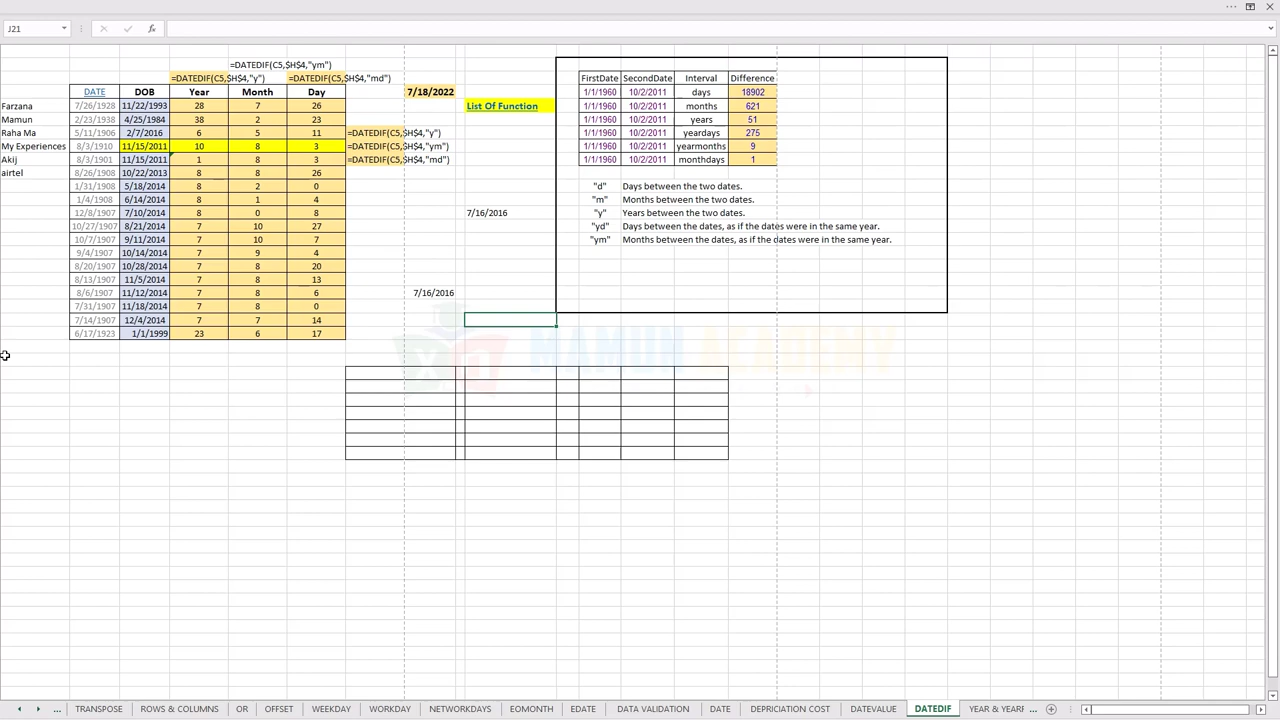 J21
=DATEDIF(C5,$H$4,"ym")
=DATEDIF(C5,$H$4,"y") =DATEDIF(C5,$H$4,"md")
DATE DOB Year Month Day 7/18/2022
Farzana 7/26/1928 11/22/1993 28 7 26 List Of Function
Mamun 2/23/1938 4/25/1984 38 2 23
Raha Ma 5/11/1906 2/7/2016 6 5 11 =DATEDIF(C5,$H$4,"y")
My Experiences 8/3/1910 11/15/2011 10 8 3 =DATEDIF(C5,$H$4,"ym")
Akij 8/3/1901 11/15/2011 1 8 3 =DATEDIF(C5,$H$4,"md")
airtel 8/26/1908 10/22/2013 8 8 26
1/31/1908 5/18/2014 8 2 0
1/4/1908 6/14/2014 8 1 4
12/8/1907 7/10/2014 8 0 8 7/16/2016
10/27/1907 8/21/2014 7 10 27
10/7/1907 9/11/2014 7 10 7
9/4/1907 10/14/2014 7 9 4
8/20/1907 10/28/2014 7 8 20
8/13/1907 11/5/2014 7 8 13
8/6/1907 11/12/2014 7 8 6 7/16/2016
7/31/1907 11/18/2014 7 8 0
7/14/1907 12/4/2014 7 7 14
6/17/1923 1/1/1999 23 6 17
FirstDate SecondDate Interval Difference
1/1/1960 10/2/2011 days 18902
1/1/1960 10/2/2011 months 621
1/1/1960 10/2/2011 years 51
1/1/1960 10/2/2011 yeardays 275
1/1/1960 10/2/2011 yearmonths 9
1/1/1960 10/2/2011 monthdays 1
"d" Days between the two dates.
"m" Months between the two dates.
"y" Years between the two dates.
"yd" Days between the dates, as if the dates were in the same year.
"ym" Months between the dates, as if the dates were in the same year.
MAMUN ACADEMY
... TRANSPOSE ROWS & COLUMNS OR OFFSET WEEKDAY WORKDAY NETWORKDAYS EOMONTH EDATE DATA VALIDATION DATE DEPRICIATION COST DATEVALUE DATEDIF YEAR & YEARF ...